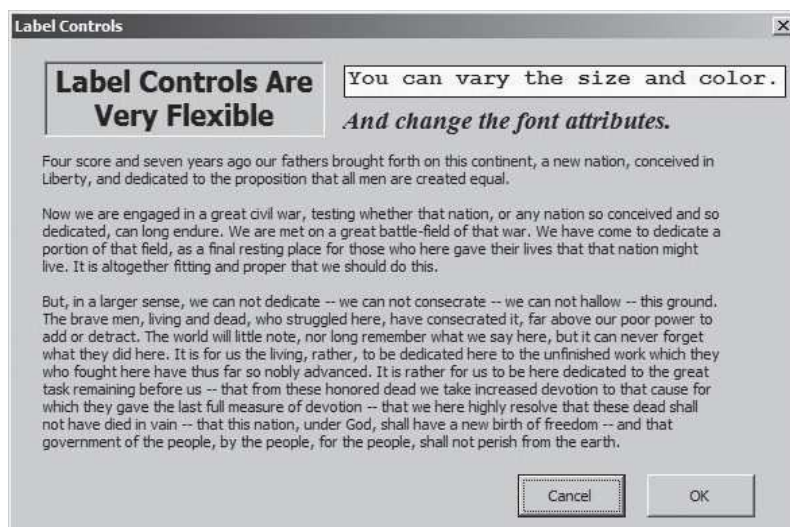 Label Controls
Label Controls Are
Very Flexible
You can vary the size and color.
And change the font attributes.
Four score and seven years ago our fathers brought forth on this continent, a new nation, conceived in
Liberty, and dedicated to the proposition that all men are created equal.
Now we are engaged in a great civil war, testing whether that nation, or any nation so conceived and so
dedicated, can long endure. We are met on a great battle-field of that war. We have come to dedicate a
portion of that field, as a final resting place for those who here gave their lives that that nation might
live. It is altogether fitting and proper that we should do this.
But, in a larger sense, we can not dedicate -- we can not consecrate -- we can not hallow -- this ground.
The brave men, living and dead, who struggled here, have consecrated it, far above our poor power to
add or detract. The world will little note, nor long remember what we say here, but it can never forget
what they did here. It is for us the living, rather, to be dedicated here to the unfinished work which they
who fought here have thus far so nobly advanced. It is rather for us to be here dedicated to the great
task remaining before us -- that from these honored dead we take increased devotion to that cause for
which they gave the last full measure of devotion -- that we here highly resolve that these dead shall
not have died in vain -- that this nation, under God, shall have a new birth of freedom -- and that
government of the people, by the people, for the people, shall not perish from the earth.
Cancel
OK